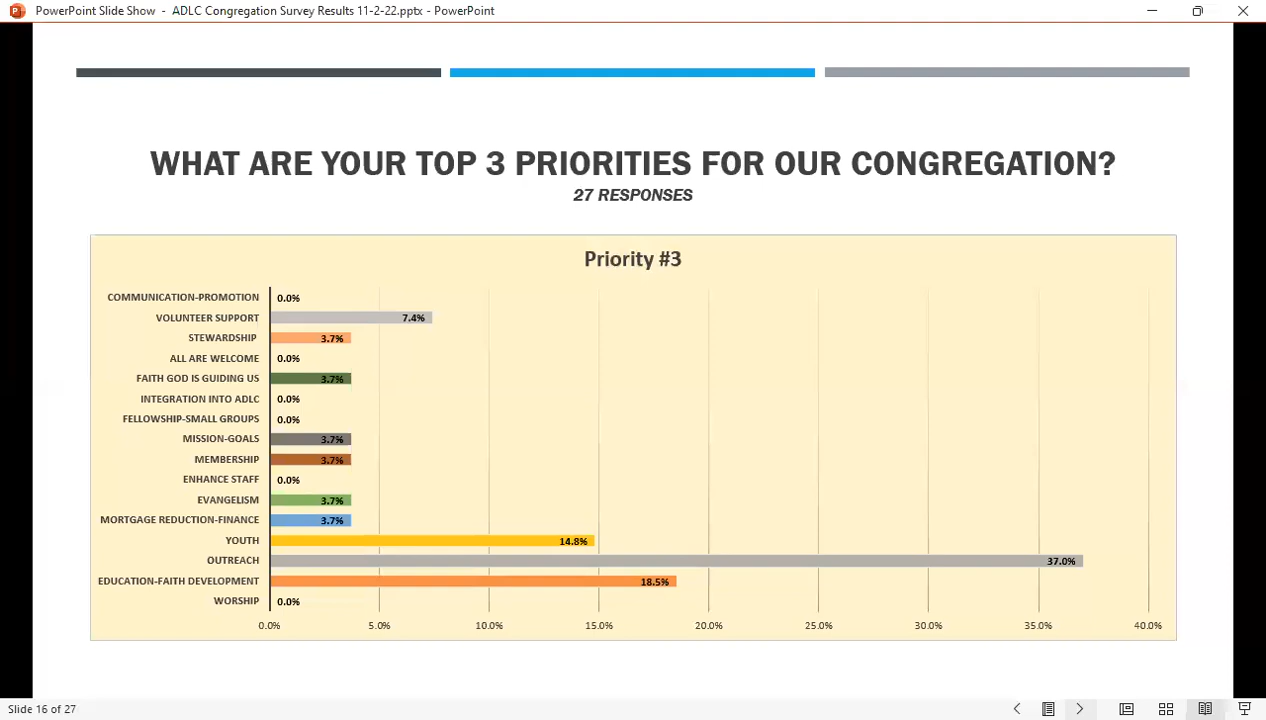 PowerPoint Slide Show - ADLC Congregation Survey Results 11-2-22.pptx - PowerPoint
WHAT ARE YOUR TOP 3 PRIORITIES FOR OUR CONGREGATION?
27 RESPONSES
Priority #3
COMMUNICATION-PROMOTION 0.0%
VOLUNTEER SUPPORT 7.4%
STEWARDSHIP 3.7%
ALL ARE WELCOME 0.0%
FAITH GOD IS GUIDING US 3.7%
INTEGRATION INTO ADLC 0.0%
FELLOWSHIP-SMALL GROUPS 0.0%
MISSION-GOALS 3.7%
MEMBERSHIP 3.7%
ENHANCE STAFF 0.0%
EVANGELISM 3.7%
MORTGAGE REDUCTION-FINANCE 3.7%
YOUTH 14.8%
OUTREACH 37.0%
EDUCATION-FAITH DEVELOPMENT 18.5%
WORSHIP 0.0%
0.0% 5.0% 10.0% 15.0% 20.0% 25.0% 30.0% 35.0% 40.0%
Slide 16 of 27